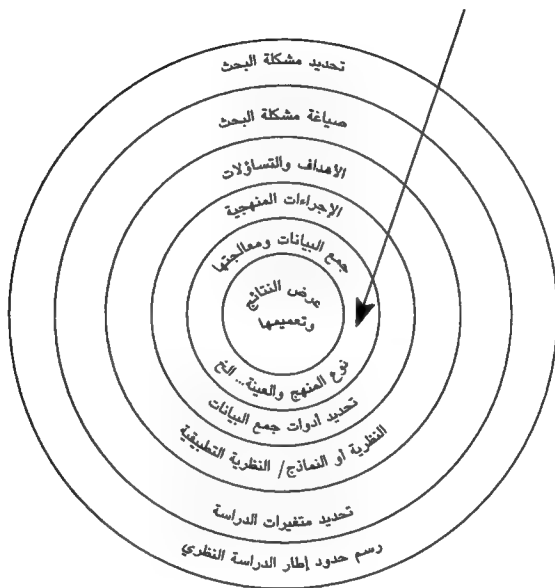 تحديد مشكلة البحث
صياغة مشكلة البحث
الأهداف والتساؤلات
الإجراءات المنهجية
جمع البيانات ومعالجتها
عرض النتائج
وتعميمها
نوع المنهج والعينة... الخ
تحديد أدوات جمع البيانات
النظرية أو النماذج/ النظرية التطبيقية
تحديد متغيرات الدراسة
رسم حدود إطار الدراسة النظري